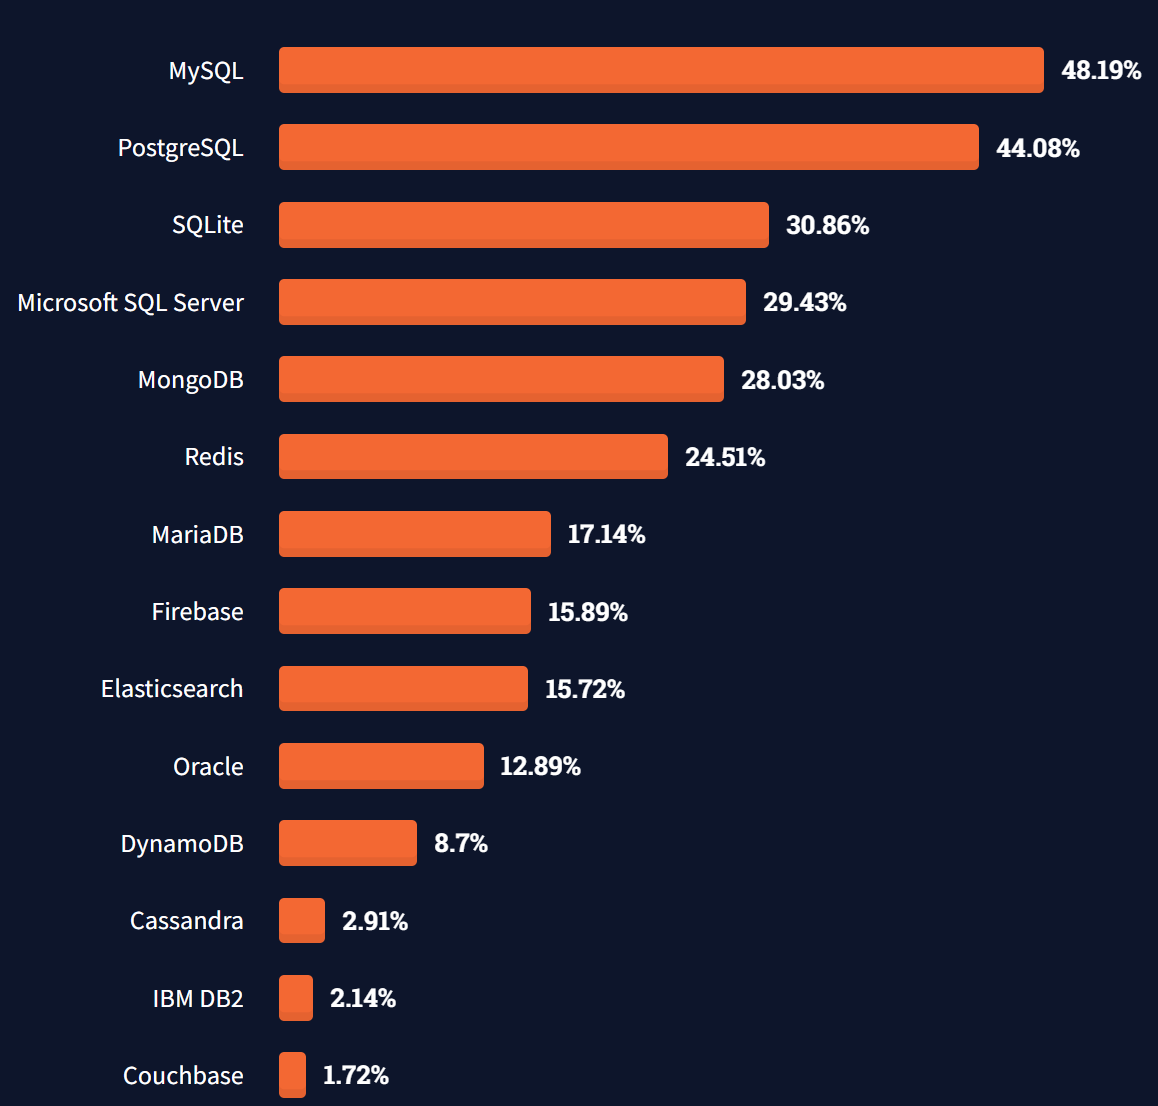 MySQL 48.19%
PostgreSQL 44.08%
SQLite 30.86%
Microsoft SQL Server 29.43%
MongoDB 28.03%
Redis 24.51%
MariaDB 17.14%
Firebase 15.89%
Elasticsearch 15.72%
Oracle 12.89%
DynamoDB 8.7%
Cassandra 2.91%
IBM DB2 2.14%
Couchbase 1.72%